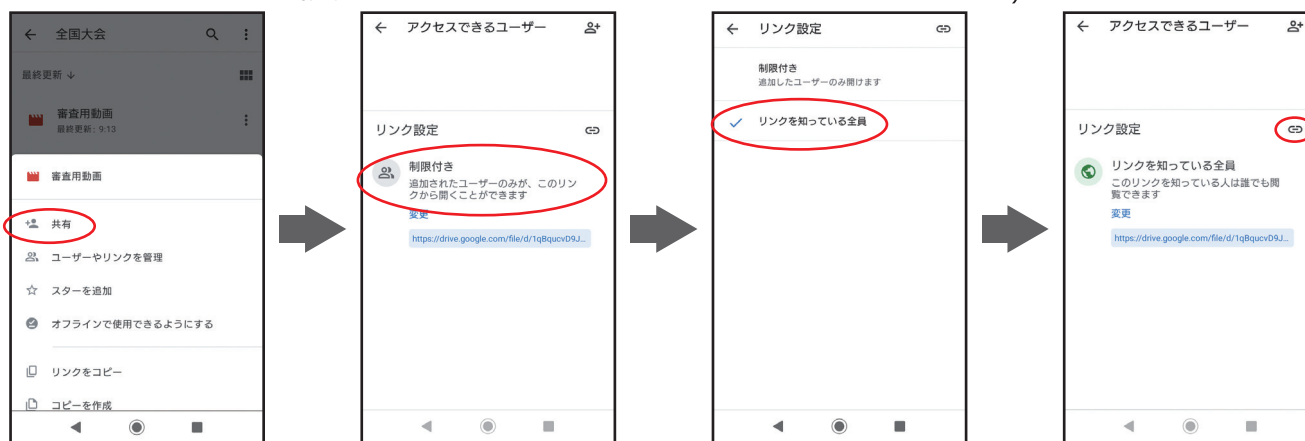 全国大会
最終更新 ↓
審査用動画
最終更新: 9:13
審査用動画
共有
ユーザーやリンクを管理
スターを追加
オフラインで使用できるようにする
リンクをコピー
コピーを作成
アクセスできるユーザー
リンク設定
制限付き
追加されたユーザーのみが、このリン
クから開くことができます
変更
https://drive.google.com/file/d/1qBqucvD9J...
リンク設定
制限付き
追加したユーザーのみ開けます
リンクを知っている全員
アクセスできるユーザー
リンク設定
リンクを知っている全員
このリンクを知っている人は誰でも閲
覧できます
変更
https://drive.google.com/file/d/1qBqucvD9J...